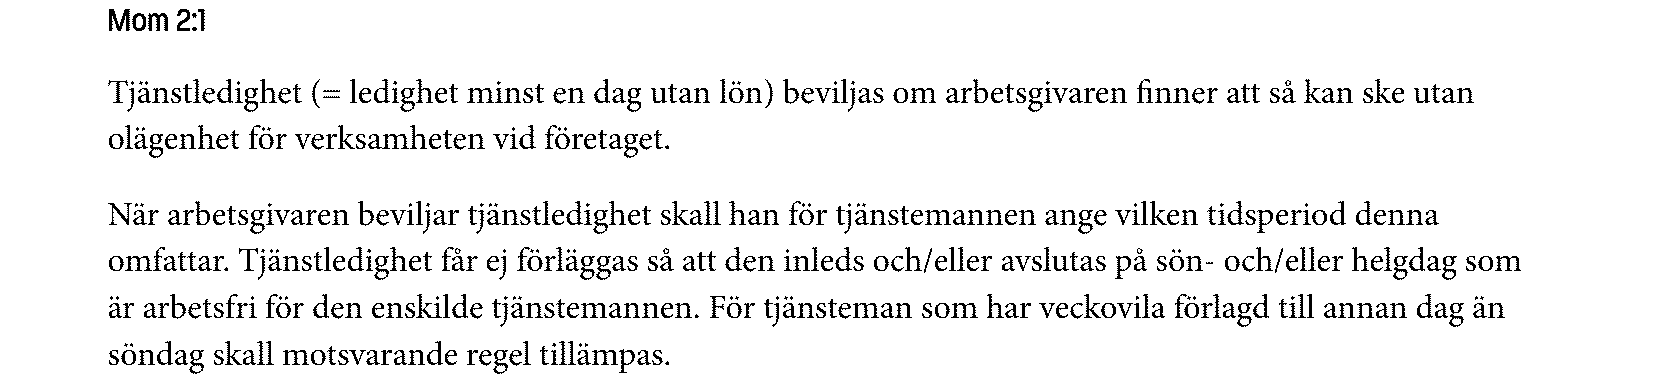 Mom 2:1
Tjänstledighet (= ledighet minst en dag utan lön) beviljas om arbetsgivaren finner att så kan ske utan
olägenhet för verksamheten vid företaget.
När arbetsgivaren beviljar tjänstledighet skall han för tjänstemannen ange vilken tidsperiod denna
omfattar. Tjänstledighet får ej förläggas så att den inleds och/eller avslutas på sön- och/eller helgdag som
är arbetsfri för den enskilde tjänstemannen. För tjänsteman som har veckovila förlagd till annan dag än
söndag skall motsvarande regel tillämpas.